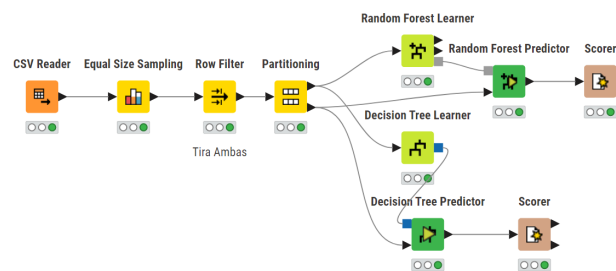 Random Forest Learner
CSV Reader
Equal Size Sampling
Row Filter
Partitioning
Random Forest Predictor
Scorer
Tira Ambas
Decision Tree Learner
Decision Tree Predictor
Scorer